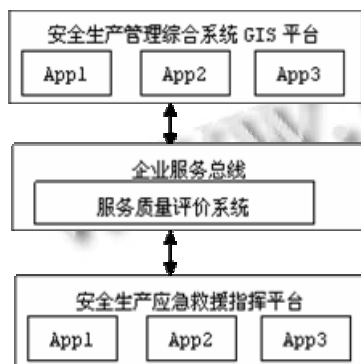 安全生产管理综合系统 GIS 平台
App1 App2 App3
企业服务总线
服务质量评价系统
安全生产应急救援指挥平台
App1 App2 App3